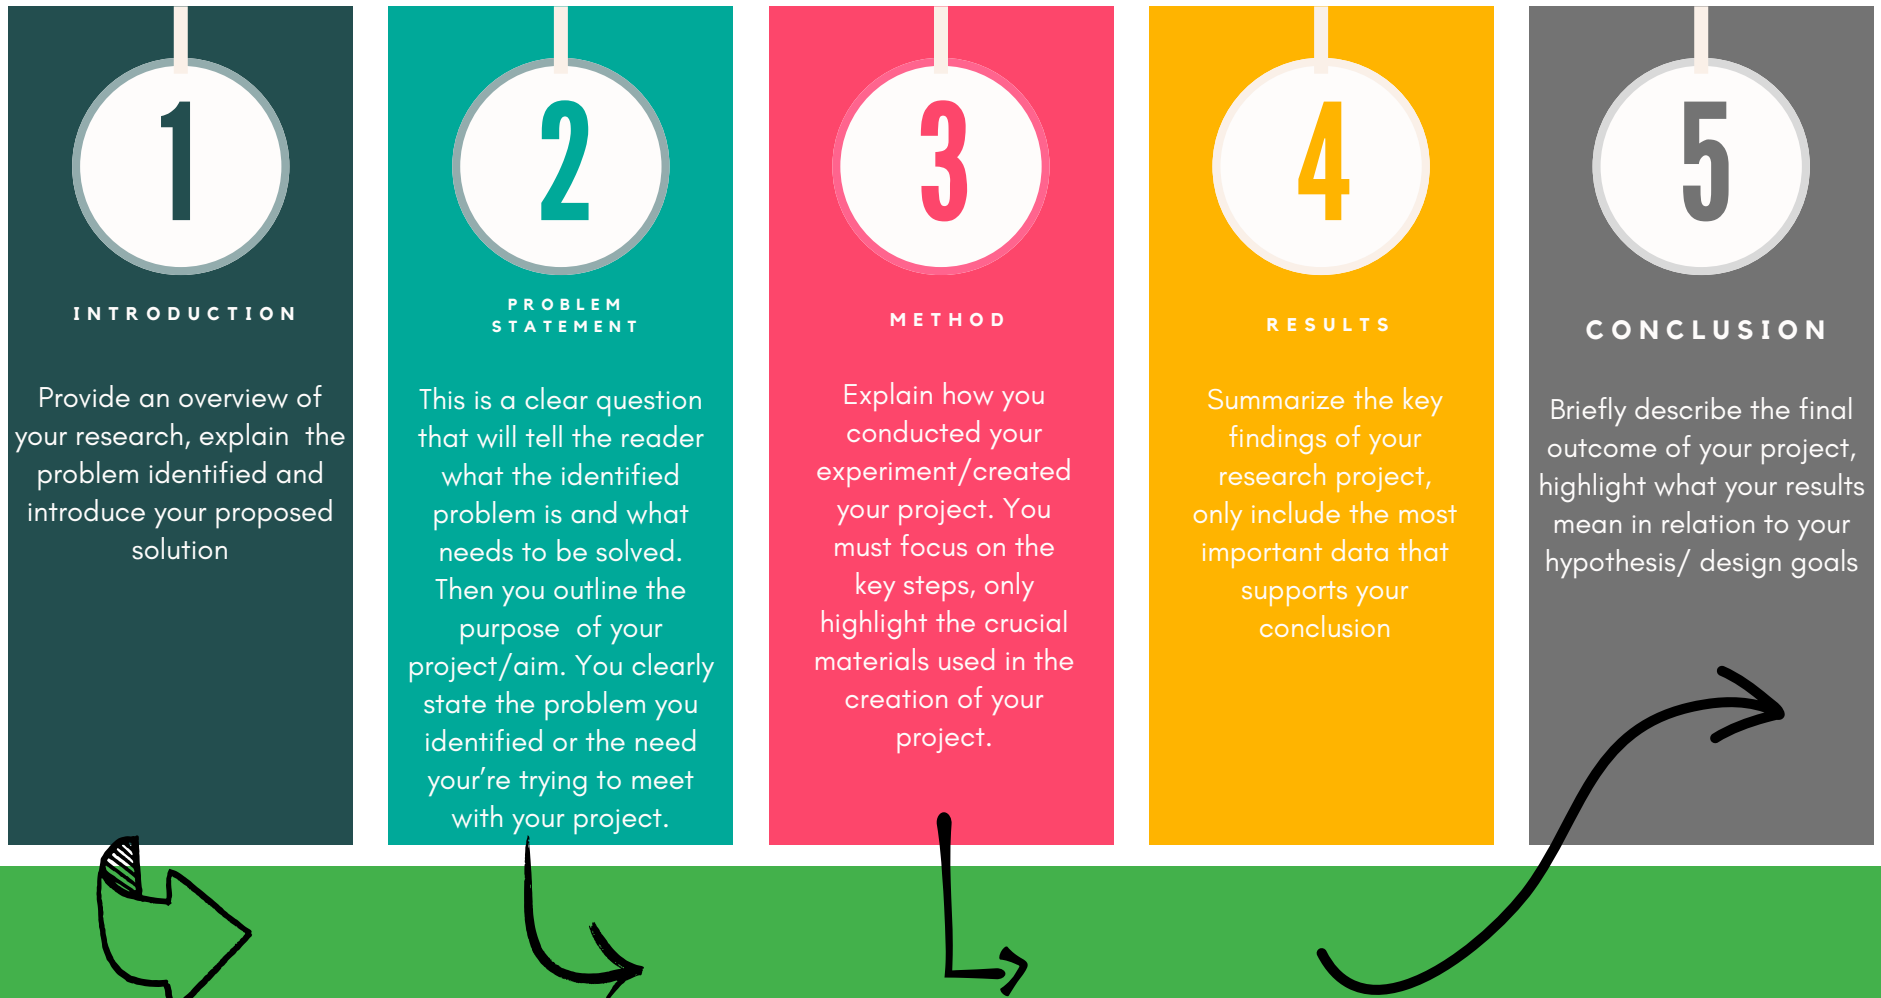 1
INTRODUCTION
Provide an overview of
your research, explain  the
problem identified and
introduce your proposed
solution
2
PROBLEM
STATEMENT
This is a clear question
that will tell the reader
what the identified
problem is and what
needs to be solved.
Then you outline the
purpose  of your
project/aim. You clearly
state the problem you
identified or the need
your're trying to meet
with your project.
3
METHOD
Explain how you
conducted your
experiment/created
your project. You
must focus on the
key steps, only
highlight the crucial
materials used in the
creation of your
project.
4
RESULTS
Summarize the key
findings of your
research project,
only include the most
important data that
supports your
conclusion
5
CONCLUSION
Briefly describe the final
outcome of your project,
highlight what your results
mean in relation to your
hypothesis/ design goals